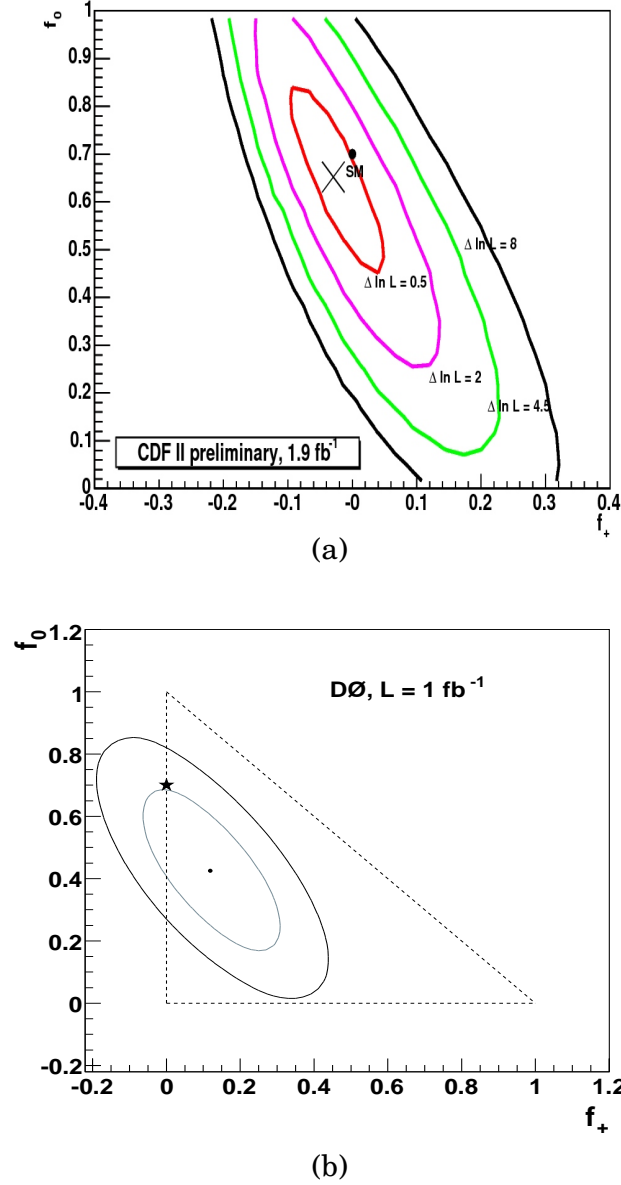 f₀
1
0.9
0.8
0.7
0.6
0.5
0.4
0.3
0.2
0.1
0
SM
Δ ln L = 8
Δ ln L = 0.5
Δ ln L = 2
Δ ln L = 4.5
CDF II preliminary, 1.9 fb⁻¹
-0.4 -0.3 -0.2 -0.1 -0 0.1 0.2 0.3 0.4
f₊
(a)
f₀
1.2
1
0.8
0.6
0.4
0.2
0
-0.2
DØ, L = 1 fb⁻¹
-0.2 0 0.2 0.4 0.6 0.8 1 1.2
f₊
(b)